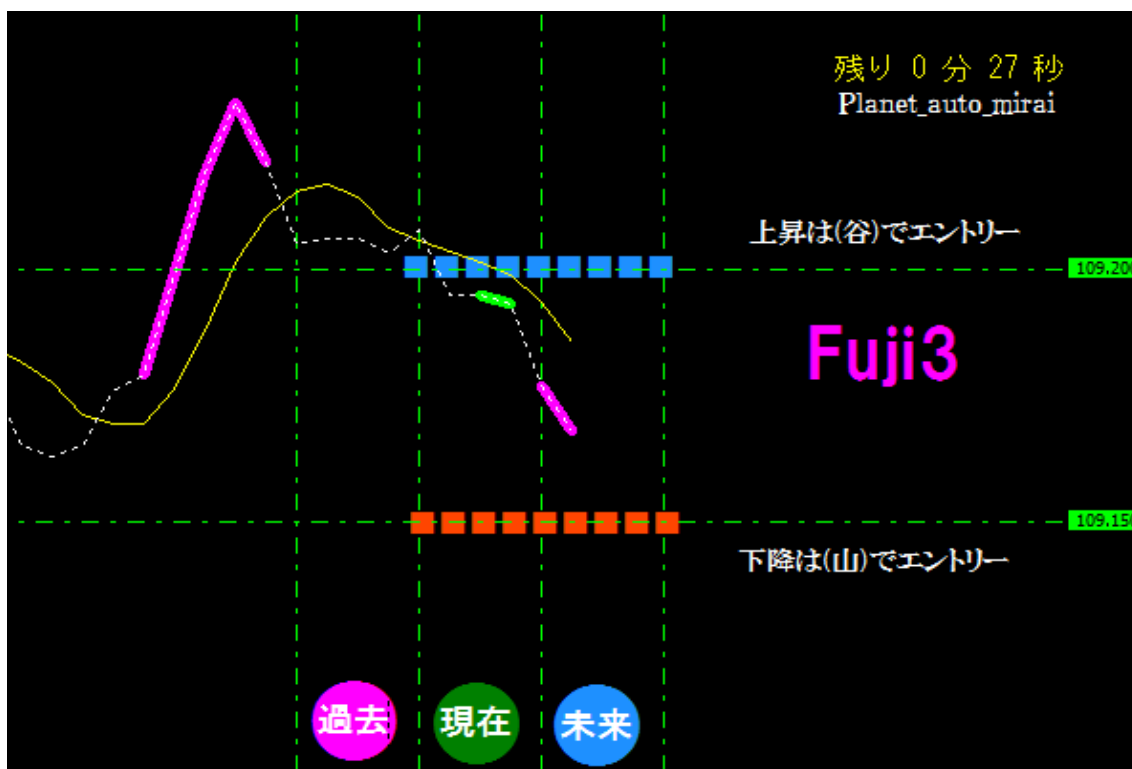 残り 0 分 27 秒
Planet_auto_mirai
上昇は(谷)でエントリー
109.200
Fuji3
109.150
下降は(山)でエントリー
過去
現在
未来